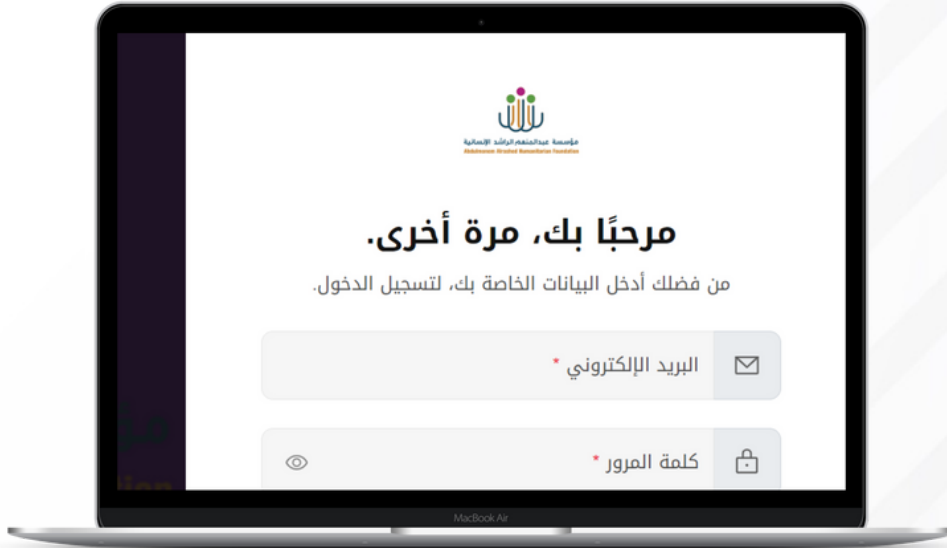 مؤسسة عبدالمنعم الراشد الإنسانية
Abdulmonem Alrashed Humanitarian Foundation
مرحبًا بك، مرة أخرى.
من فضلك أدخل البيانات الخاصة بك، لتسجيل الدخول.
البريد الإلكتروني *
كلمة المرور *
MacBook Air